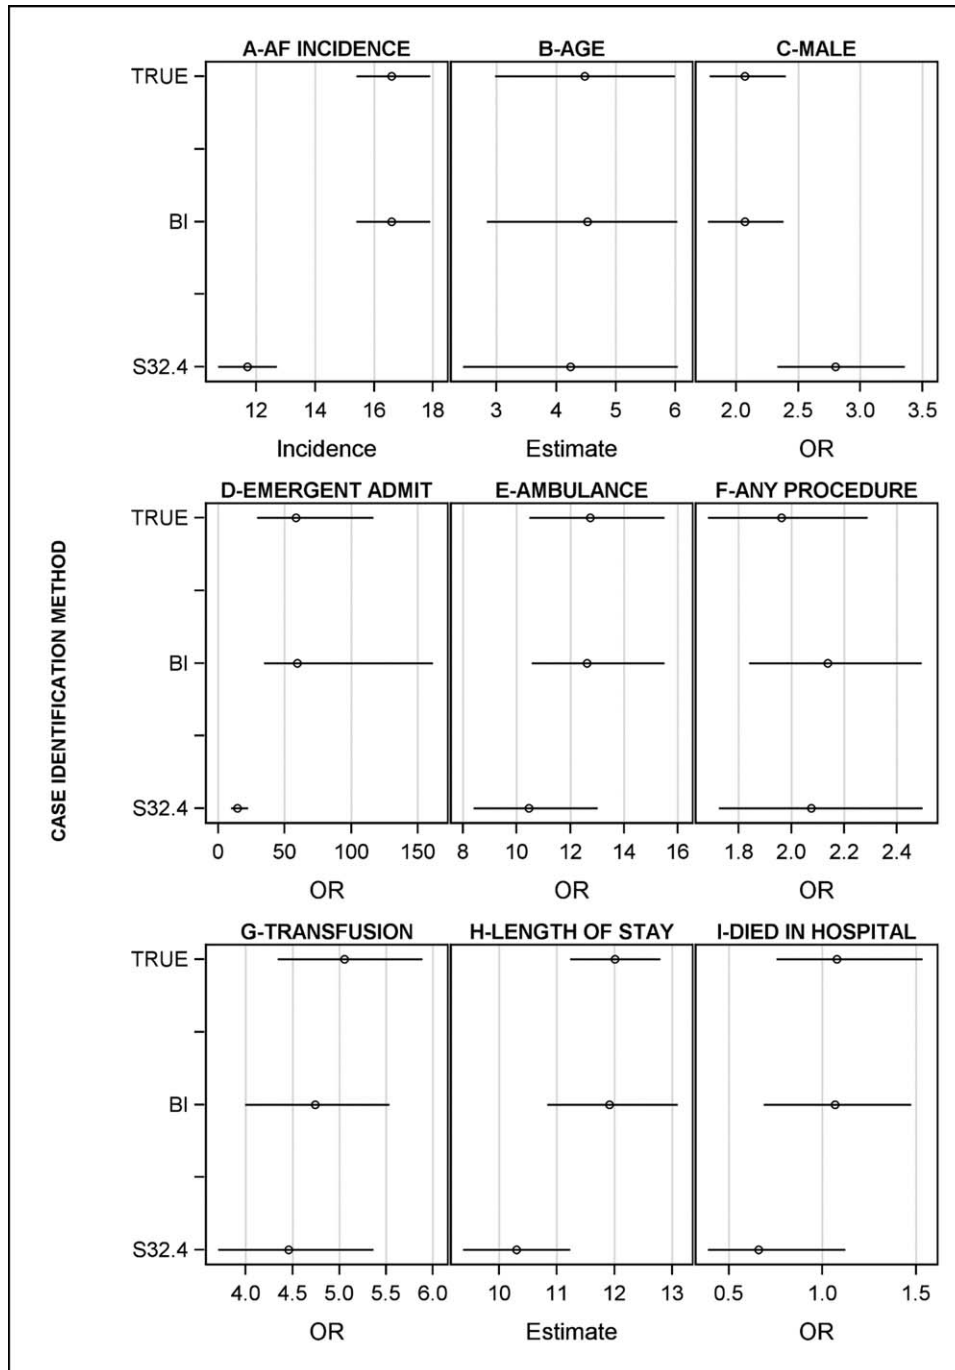 A-AF INCIDENCE B-AGE C-MALE
TRUE
BI
S32.4
12 14 16 18 3 4 5 6 2.0 2.5 3.0 3.5
Incidence Estimate OR
D-EMERGENT ADMIT E-AMBULANCE F-ANY PROCEDURE
TRUE
BI
S32.4
0 50 100 150 8 10 12 14 16 1.8 2.0 2.2 2.4
OR OR OR
CASE IDENTIFICATION METHOD
G-TRANSFUSION H-LENGTH OF STAY I-DIED IN HOSPITAL
TRUE
BI
S32.4
4.0 4.5 5.0 5.5 6.0 10 11 12 13 0.5 1.0 1.5
OR Estimate OR